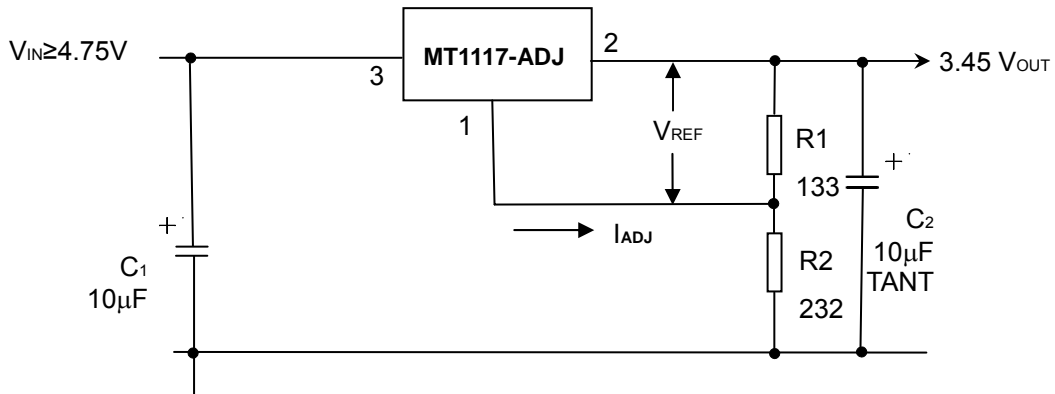 VIN≥4.75V
MT1117-ADJ
2
3.45 VOUT
3
1
VREF
R1
133
+
+
IADJ
C1
10μF
R2
232
C2
10μF
TANT